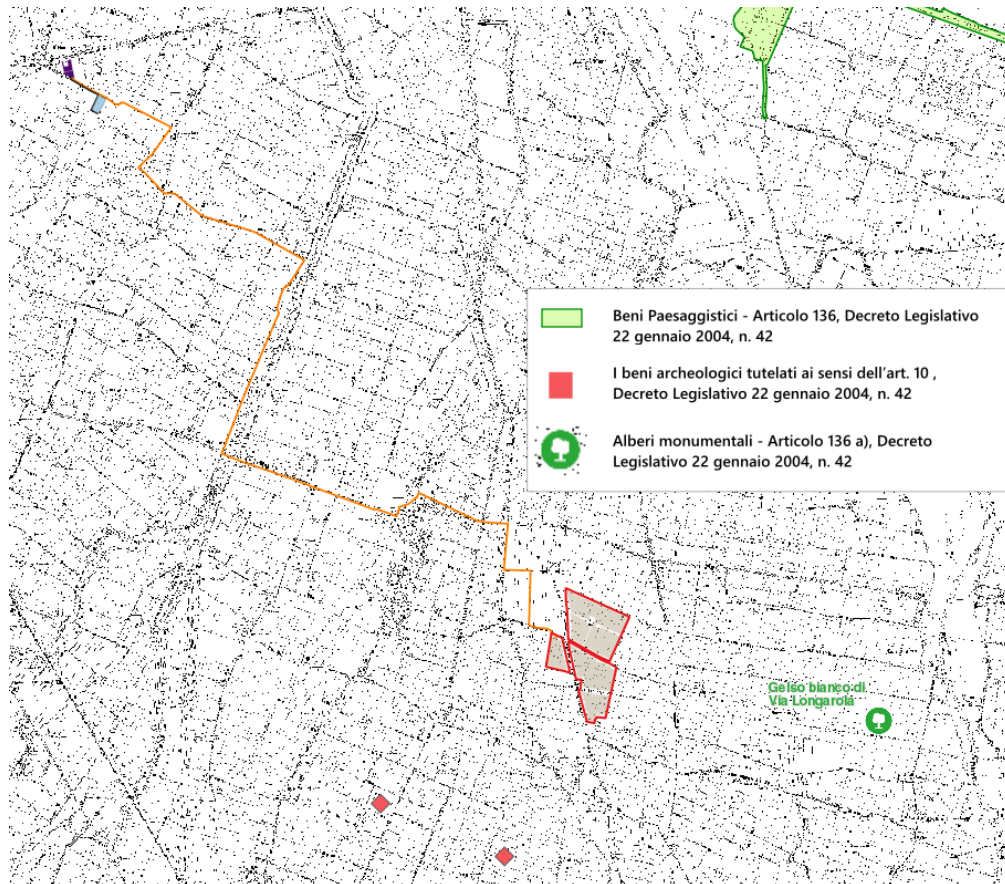 Beni Paesaggistici - Articolo 136, Decreto Legislativo
22 gennaio 2004, n. 42
I beni archeologici tutelati ai sensi dell'art. 10 ,
Decreto Legislativo 22 gennaio 2004, n. 42
Alberi monumentali - Articolo 136 a), Decreto
Legislativo 22 gennaio 2004, n. 42
Gelso bianco di
Via Longarola